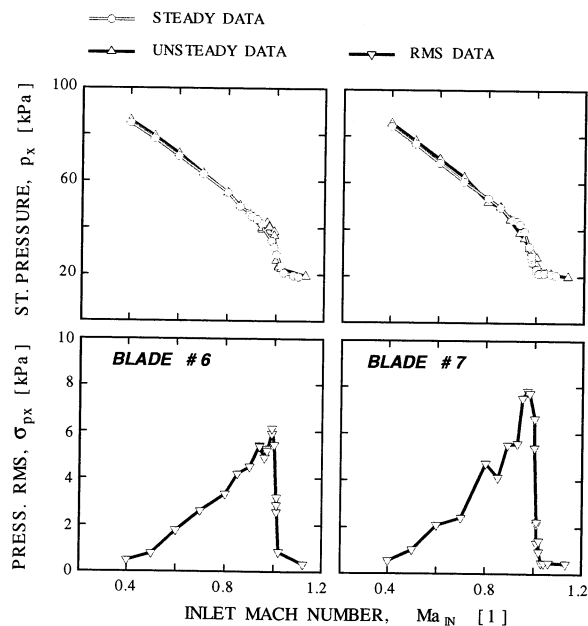 STEADY DATA
UNSTEADY DATA
RMS DATA
ST. PRESSURE, px [ kPa ]
100
60
20
PRESS. RMS, σpx [ kPa ]
10
8
6
4
2
0
BLADE # 6
BLADE # 7
0.4
0.8
1.2
0.4
0.8
1.2
INLET MACH NUMBER, MaIN [ 1 ]